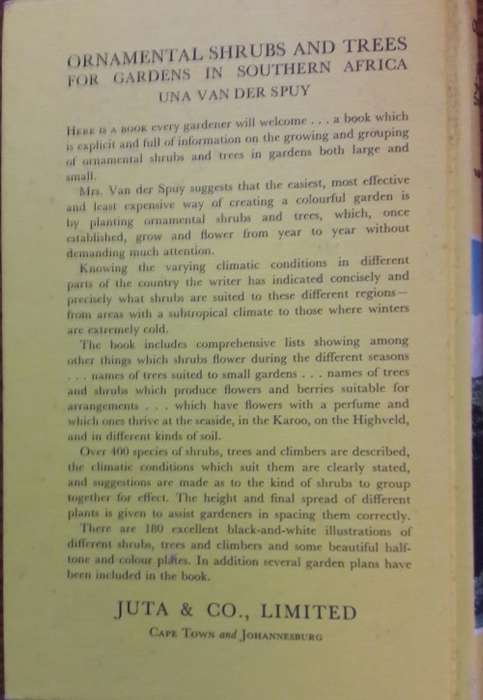 ORNAMENTAL SHRUBS AND TREES
FOR GARDENS IN SOUTHERN AFRICA
UNA VAN DER SPUY
HERE IS A BOOK every gardener will welcome . . . a book which
is explicit and full of information on the growing and grouping
of ornamental shrubs and trees in gardens both large and
small.
Mrs. Van der Spuy suggests that the easiest, most effective
and least expensive way of creating a colourful garden is
by planting ornamental shrubs and trees, which, once
established, grow and flower from year to year without
demanding much attention.
Knowing the varying climatic conditions in different
parts of the country the writer has indicated concisely and
precisely what shrubs are suited to these different regions—
from areas with a subtropical climate to those where winters
are extremely cold.
The book includes comprehensive lists showing among
other things which shrubs flower during the different seasons
. . . names of trees suited to small gardens . . . names of trees
and shrubs which produce flowers and berries suitable for
arrangements . . . which have flowers with a perfume and
which ones thrive at the seaside, in the Karoo, on the Highveld,
and in different kinds of soil.
Over 400 species of shrubs, trees and climbers are described,
the climatic conditions which suit them are clearly stated,
and suggestions are made as to the kind of shrubs to group
together for effect. The height and final spread of different
plants is given to assist gardeners in spacing them correctly.
There are 180 excellent black-and-white illustrations of
different shrubs, trees and climbers and some beautiful half-
tone and colour plates. In addition several garden plans have
been included in the book.
JUTA & CO., LIMITED
CAPE TOWN and JOHANNESBURG